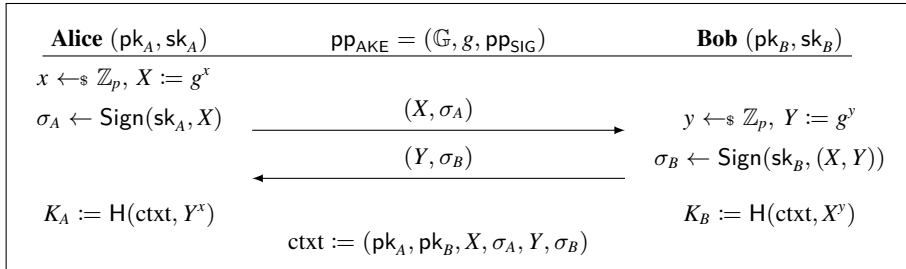 Alice (pk_A, sk_A) pp_AKE = (𝔾, g, pp_SIG) Bob (pk_B, sk_B)
x ←$ ℤ_p, X := g^x
σ_A ← Sign(sk_A, X) (X, σ_A) y ←$ ℤ_p, Y := g^y
(Y, σ_B) σ_B ← Sign(sk_B, (X, Y))
K_A := H(ctxt, Y^x) K_B := H(ctxt, X^y)
ctxt := (pk_A, pk_B, X, σ_A, Y, σ_B)